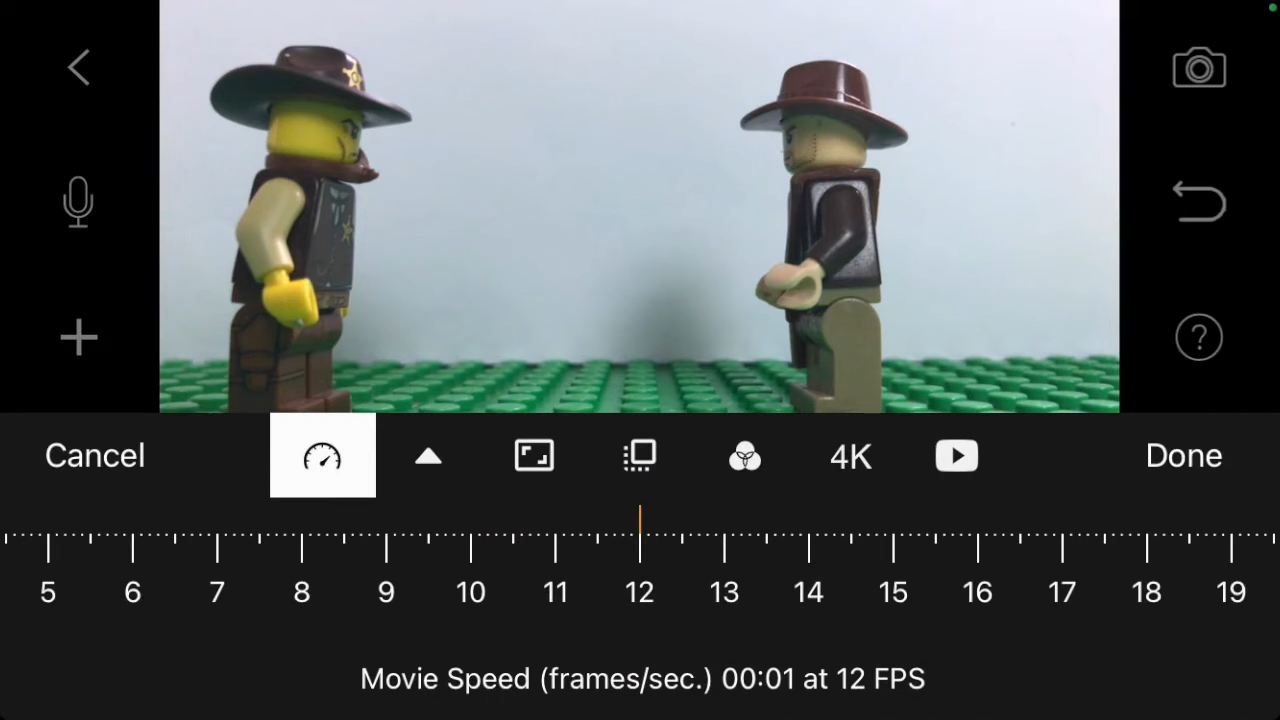 Cancel
4K
Done
5 6 7 8 9 10 11 12 13 14 15 16 17 18 19
Movie Speed (frames/sec.) 00:01 at 12 FPS